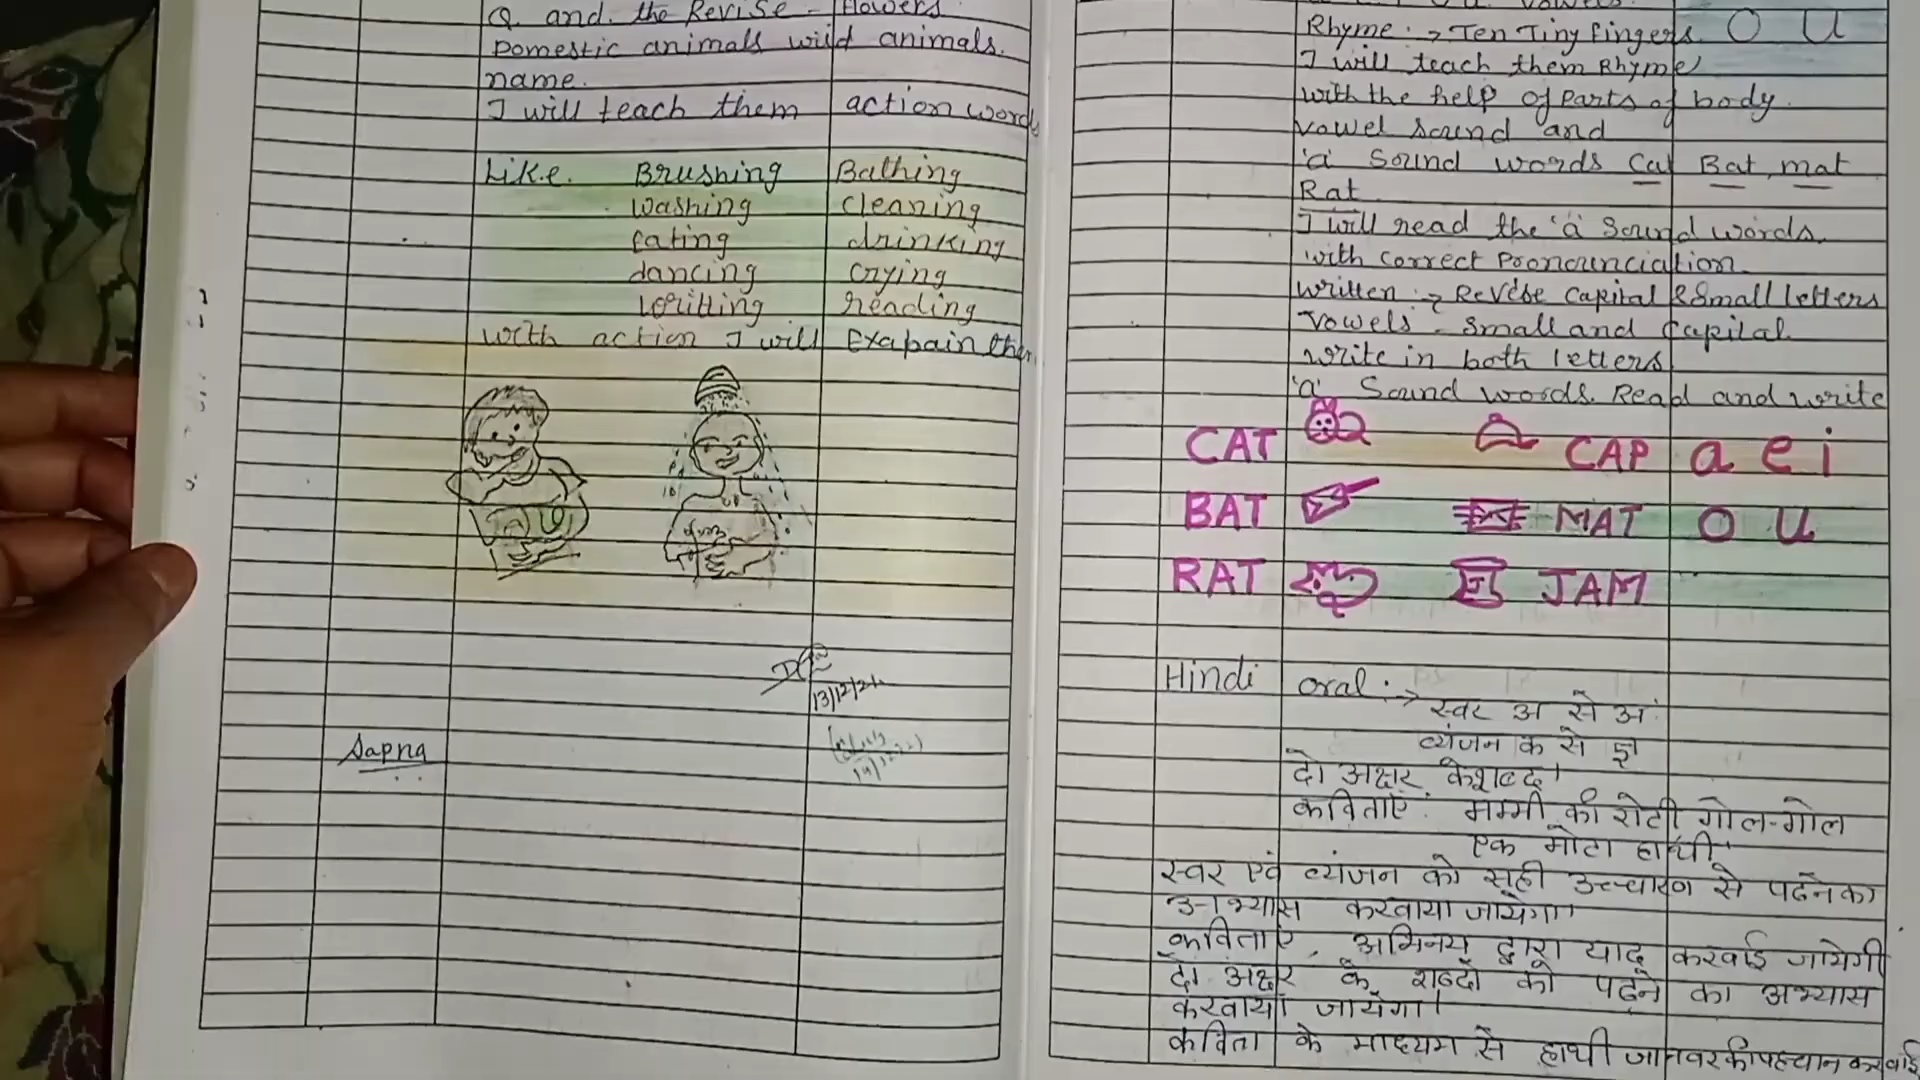 Q. and. the Revise - flowers.
Domestic animals wild animals.
name.
I will teach them action words
Like. Brushing Bathing
washing cleaning
eating drinking
dancing crying
writting reading
with action I will Exapain them
13/12/21
Sapna
Rhyme :→ Ten Tiny fingers. O U
I will teach them Rhyme
with the help of parts of body.
vowel sound and
'a' Sound words Cat Bat, mat
Rat
I will read the 'a' Sound words.
with correct Pronounciation.
written :→ Revise Capital & Small letters
Vowels - Small and Capital.
write in both letters
'a' Sound words Read and write
CAT CAP a e i
BAT MAT O U
RAT JAM
Hindi oral :→
स्वर अ से अः
व्यंजन क से ज्ञ
दो अक्षर के शब्द।
कविताएं : मम्मी की रोटी गोल-गोल
एक मोटा हाथी
स्वर एवं व्यंजन को सही उच्चारण से पढ़ने का
अभ्यास करवाया जायेगा।
कविताएं, अभिनय द्वारा याद करवाई जायेगी
दो अक्षर के शब्दों को पढ़ने का अभ्यास
करवाया जायेगा।
कविता के माध्यम से हाथी जानवर की पहचान करवाई